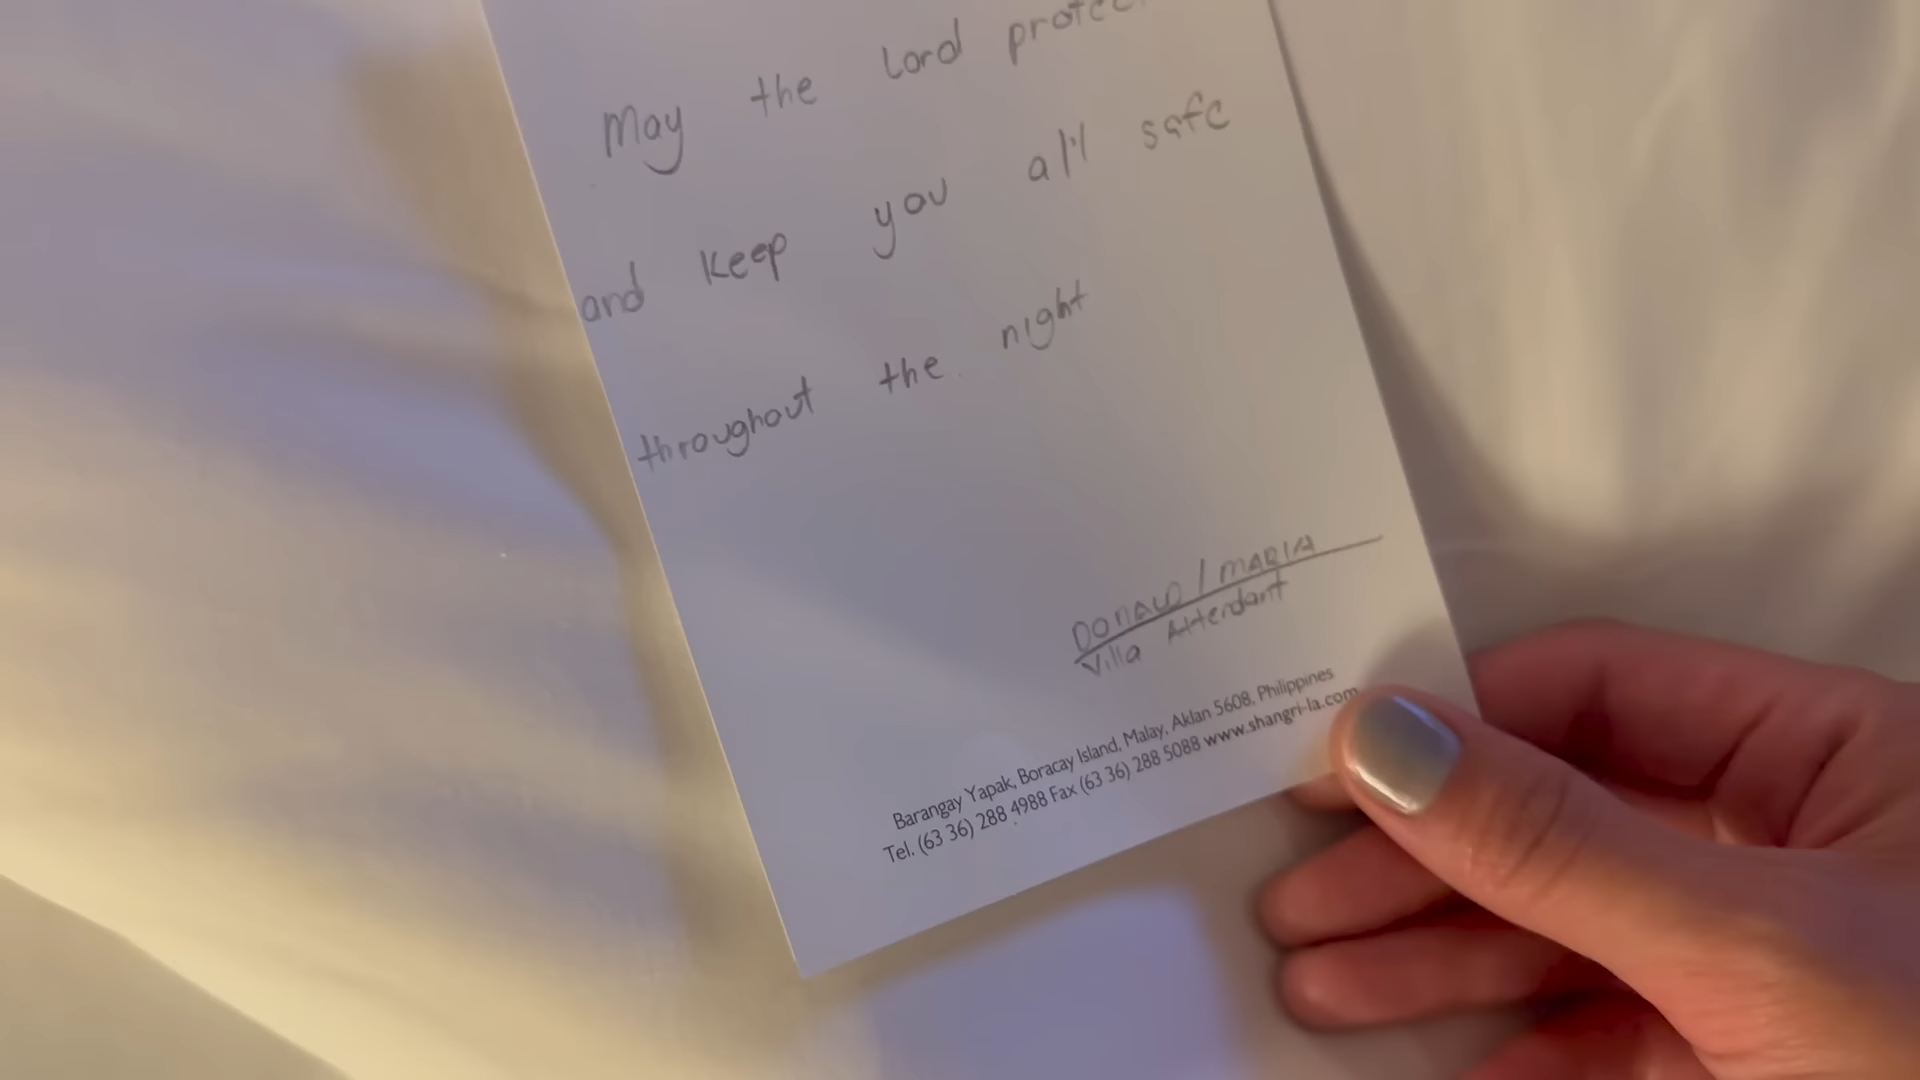 May the Lord protec
and keep you all safe
throughout the night
DONALD / MARIA
Villa Attendant
Barangay Yapak, Boracay Island, Malay, Aklan 5608, Philippines
Tel. (63 36) 288 4988 Fax (63 36) 288 5088 www.shangri-la.com